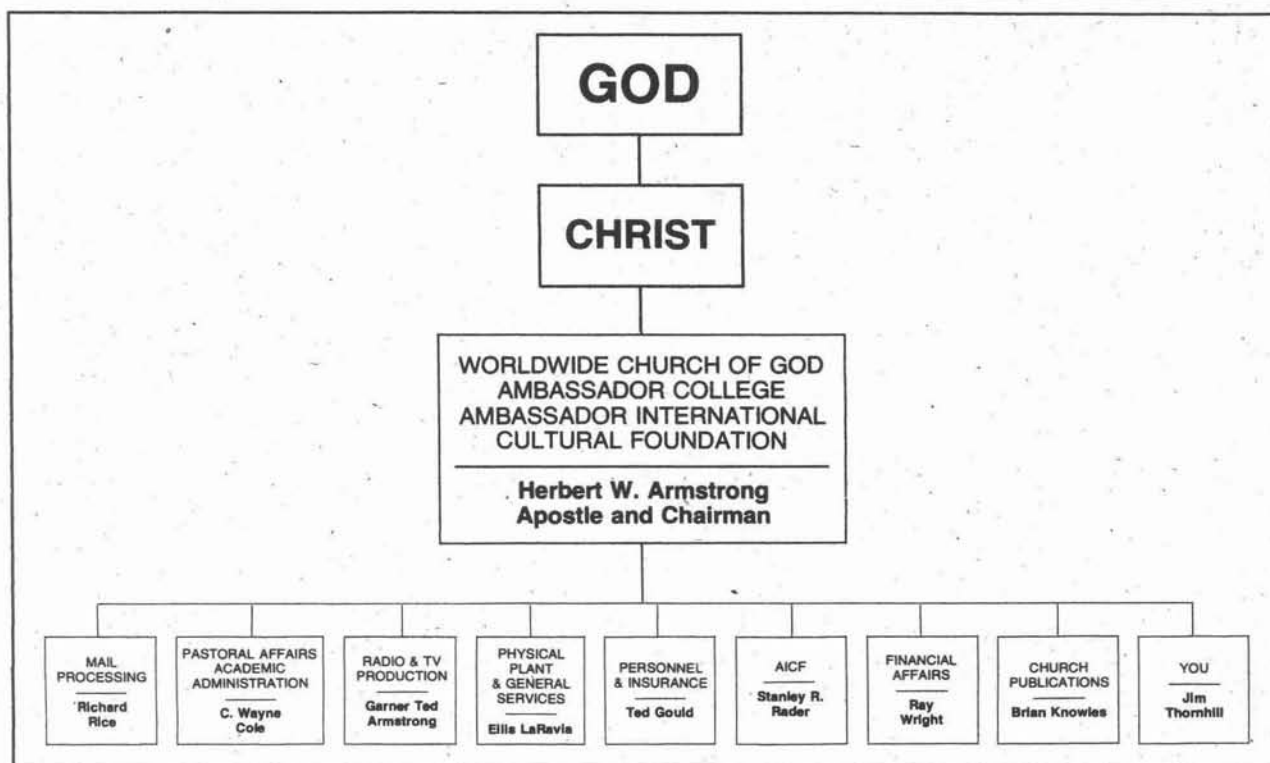 GOD
CHRIST
WORLDWIDE CHURCH OF GOD
AMBASSADOR COLLEGE
AMBASSADOR INTERNATIONAL
CULTURAL FOUNDATION
Herbert W. Armstrong
Apostle and Chairman
MAIL
PROCESSING
Richard
Rice
PASTORAL AFFAIRS
ACADEMIC
ADMINISTRATION
C. Wayne
Cole
RADIO & TV
PRODUCTION
Garner Ted
Armstrong
PHYSICAL
PLANT
& GENERAL
SERVICES
Ellis LaRavia
PERSONNEL
& INSURANCE
Ted Gould
AICF
Stanley R.
Rader
FINANCIAL
AFFAIRS
Ray
Wright
CHURCH
PUBLICATIONS
Brian Knowles
YOU
Jim
Thornhill